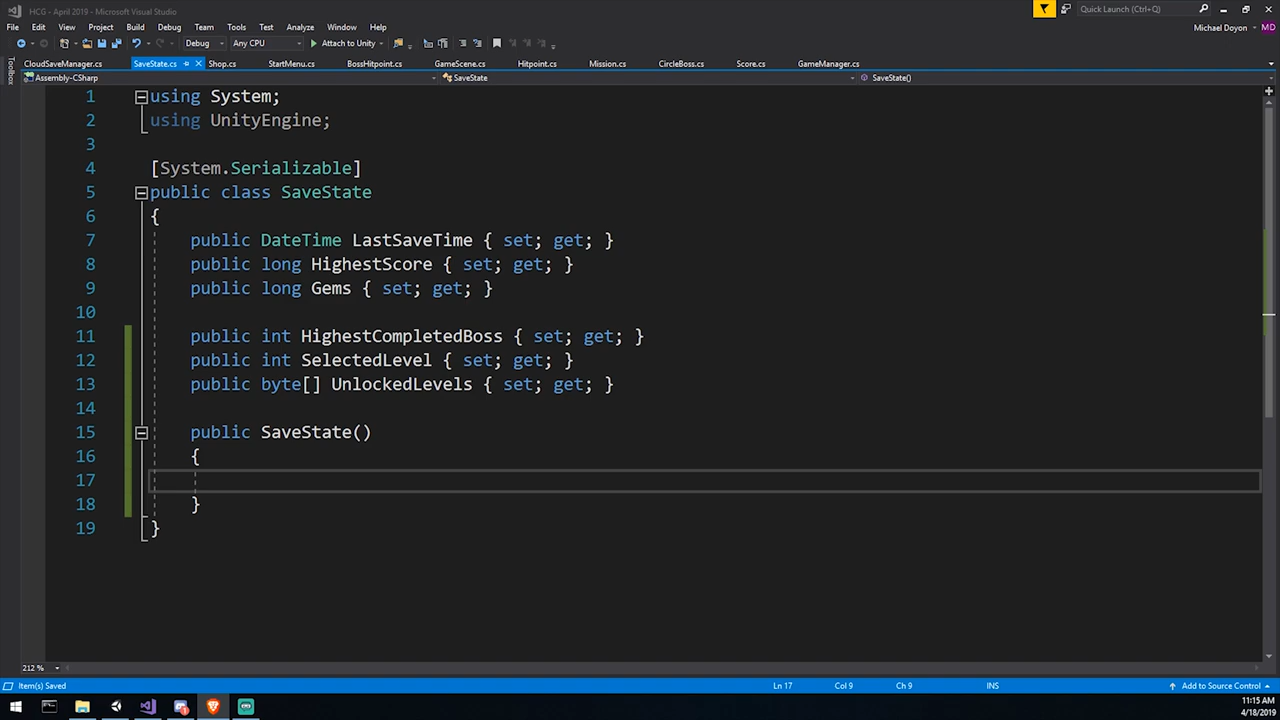 HCG - April 2019 - Microsoft Visual Studio
Quick Launch (Ctrl+Q)
File Edit View Project Build Debug Team Tools Test Analyze Window Help
Michael Doyon MD
Debug Any CPU Attach to Unity
Toolbox
CloudSaveManager.cs SaveState.cs Shop.cs StartMenu.cs BossHitpoint.cs GameScene.cs Hitpoint.cs Mission.cs CircleBoss.cs Score.cs GameManager.cs
Assembly-CSharp SaveState SaveState()
1 using System;
2 using UnityEngine;
3
4 [System.Serializable]
5 public class SaveState
6 {
7 public DateTime LastSaveTime { set; get; }
8 public long HighestScore { set; get; }
9 public long Gems { set; get; }
10
11 public int HighestCompletedBoss { set; get; }
12 public int SelectedLevel { set; get; }
13 public byte[] UnlockedLevels { set; get; }
14
15 public SaveState()
16 {
17
18 }
19 }
212 %
Item(s) Saved Ln 17 Col 9 Ch 9 INS Add to Source Control
11:15 AM
4/18/2019